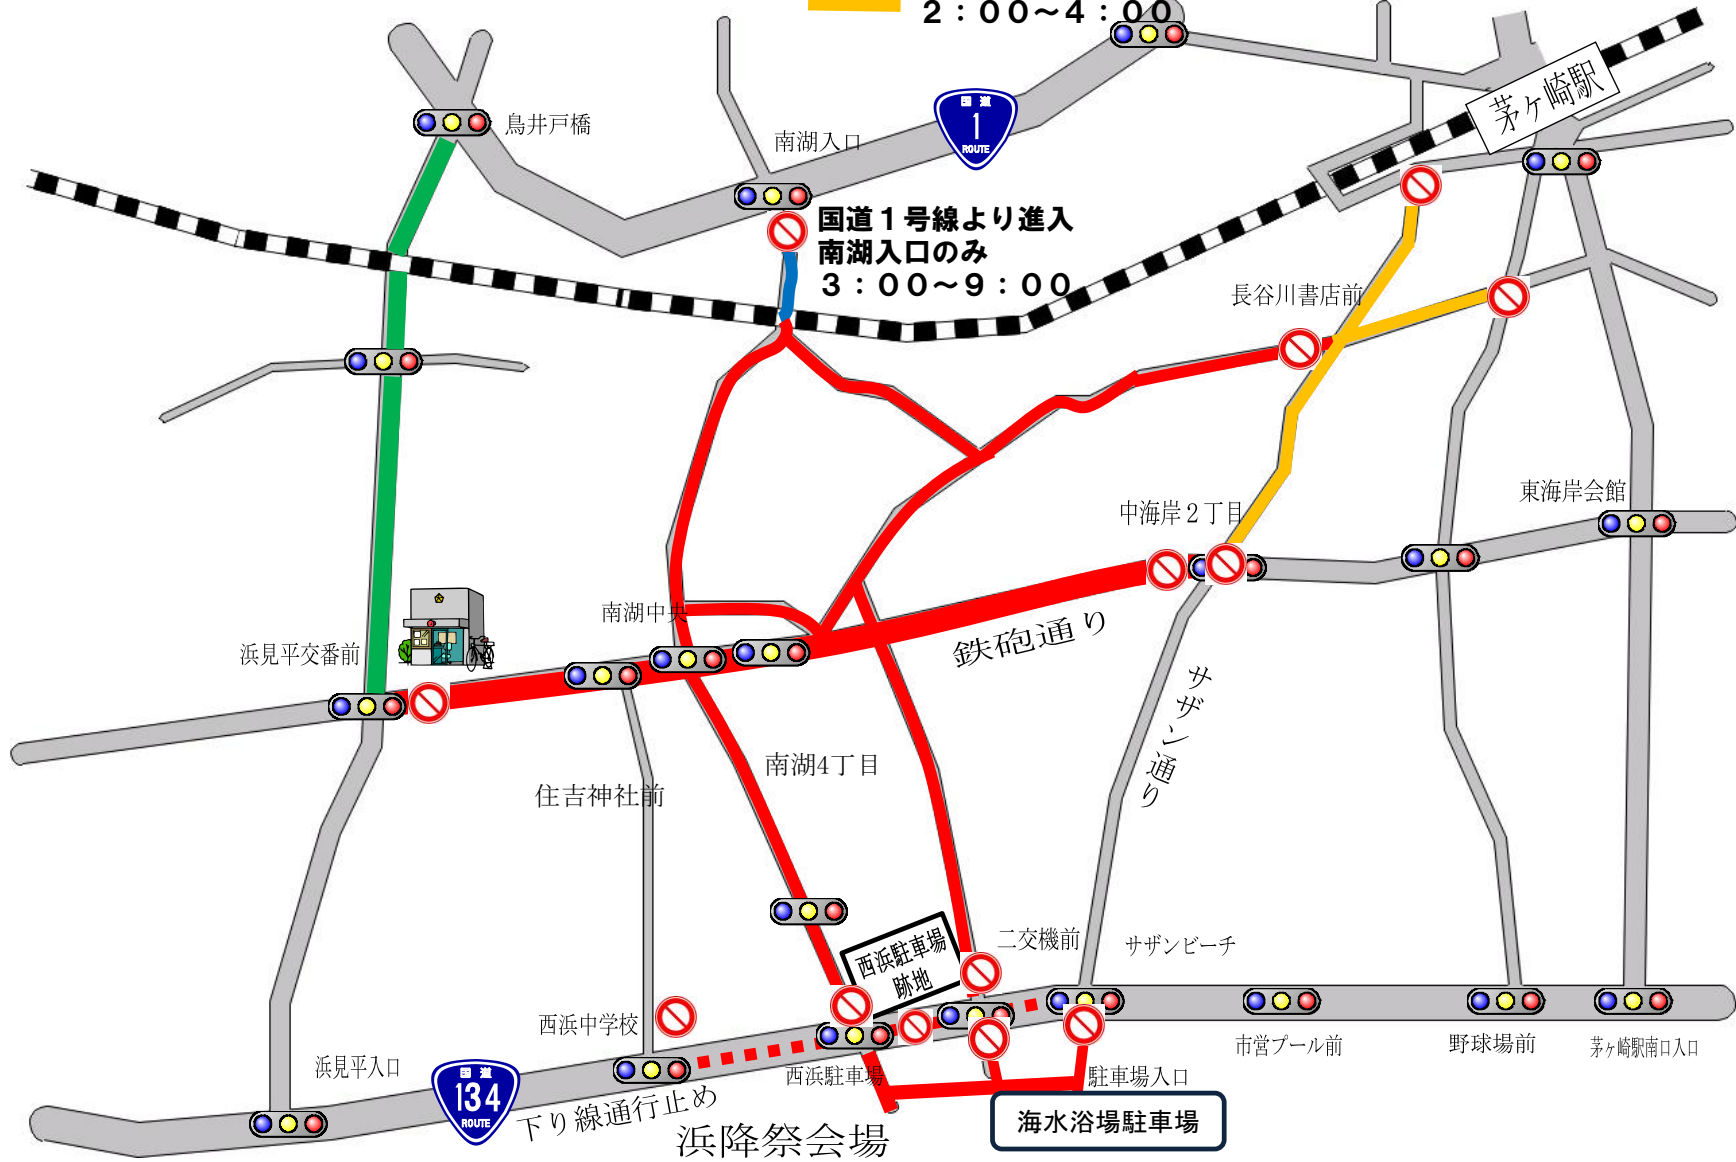 2：00～4：00
茅ヶ崎駅
国道
1
ROUTE
鳥井戸橋
南湖入口
国道１号線より進入
南湖入口のみ
3：00～9：00
長谷川書店前
東海岸会館
中海岸２丁目
南湖中央
鉄砲通り
浜見平交番前
サザン通り
南湖4丁目
住吉神社前
西浜駐車場
跡地
二交機前
サザンビーチ
西浜中学校
市営プール前
野球場前
茅ヶ崎駅南口入口
浜見平入口
西浜駐車場
駐車場入口
国道
134
ROUTE
下り線通行止め
海水浴場駐車場
浜降祭会場